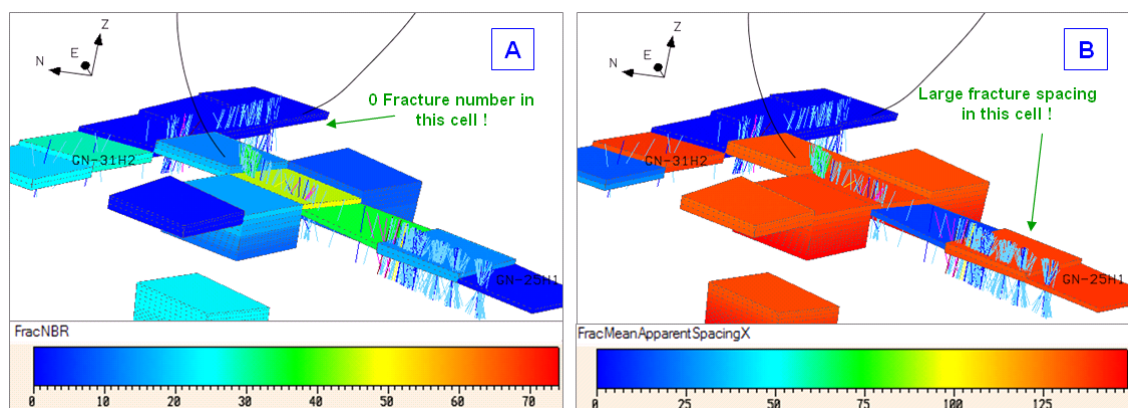 Z
E
N
A
0 Fracture number in
this cell !
GN-31H2
GN-25H1
FracNBR
0 10 20 30 40 50 60 70
Z
E
N
B
Large fracture spacing
in this cell !
GN-31H2
GN-25H1
FracMeanApparentSpacingX
0 25 50 75 100 125